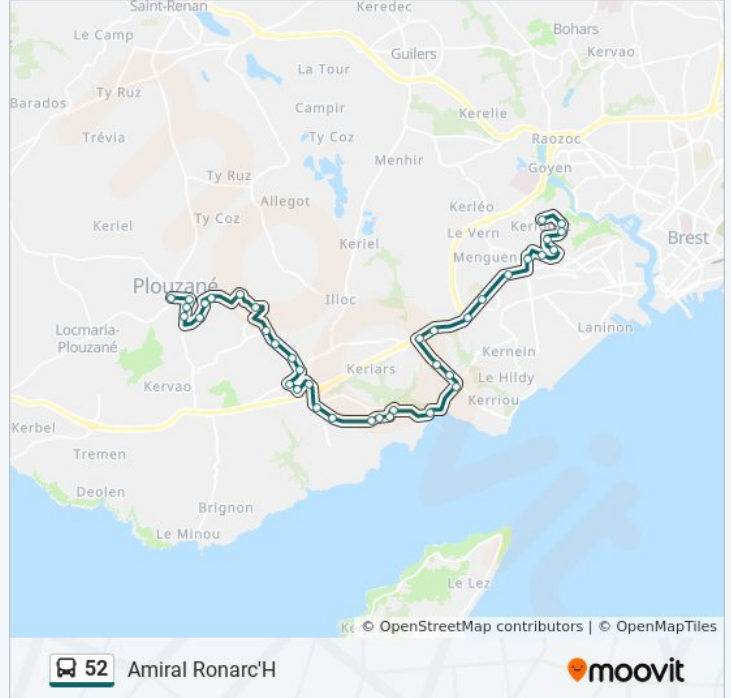 Saint-Renan
Keredec
Bohars
Le Camp
Guilers
Kervao
La Tour
Barados
Ty Ruz
Campir
Kerelie
Trévia
Ty Coz
Raozoc
Menhir
Goyen
Ty Ruz
Allegot
Kerléo
Ty Coz
Keriel
Keriel
Le Vern
Brest
Menguen
Plouzané
Illoc
Locmaria-
Plouzané
Laninon
Kernein
Keriars
Le Hildy
Kervao
Kerriou
Kerbel
Tremen
Deolen
Brignon
Le Minou
Le Lez
© OpenStreetMap contributors | © OpenMapTiles
52 Amiral Ronarc'H
moovit